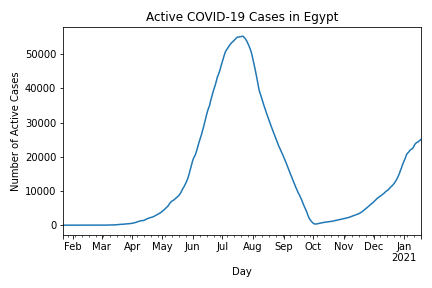 Active COVID-19 Cases in Egypt
Number of Active Cases
50000
40000
30000
20000
10000
0
Feb Mar Apr May Jun Jul Aug Sep Oct Nov Dec Jan
2021
Day